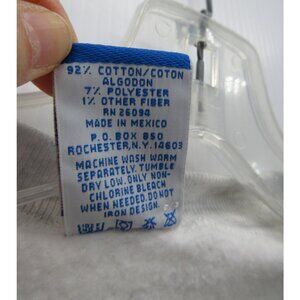 92% COTTON/COTON
ALGODON
7% POLYESTER
1% OTHER FIBER
RN 26094
MADE IN MEXICO
P.O. BOX 850
ROCHESTER, N.Y. 14603
MACHINE WASH WARM
SEPARATELY. TUMBLE
DRY LOW. ONLY NON-
CHLORINE BLEACH
WHEN NEEDED. DO NOT
IRON DESIGN.